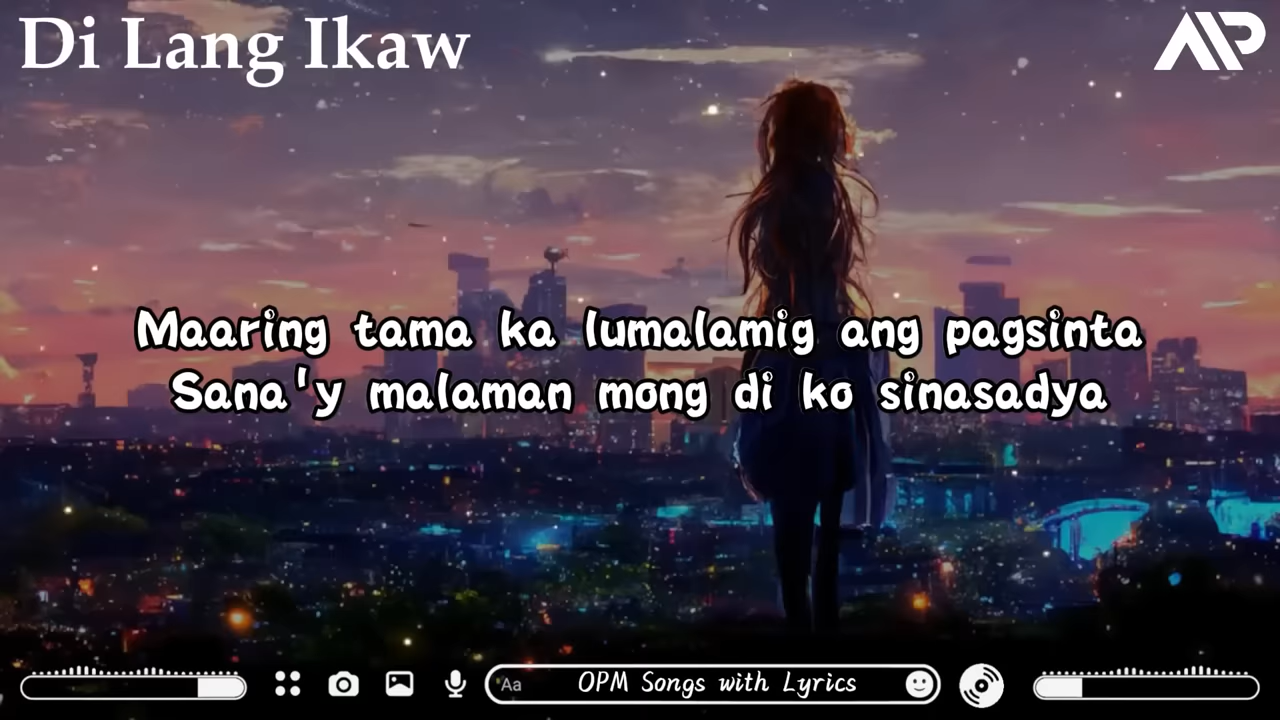 Di Lang Ikaw
AP
Maaring tama ka lumalamig ang pagsinta
Sana'y malaman mong di ko sinasadya
Aa
OPM Songs with Lyrics